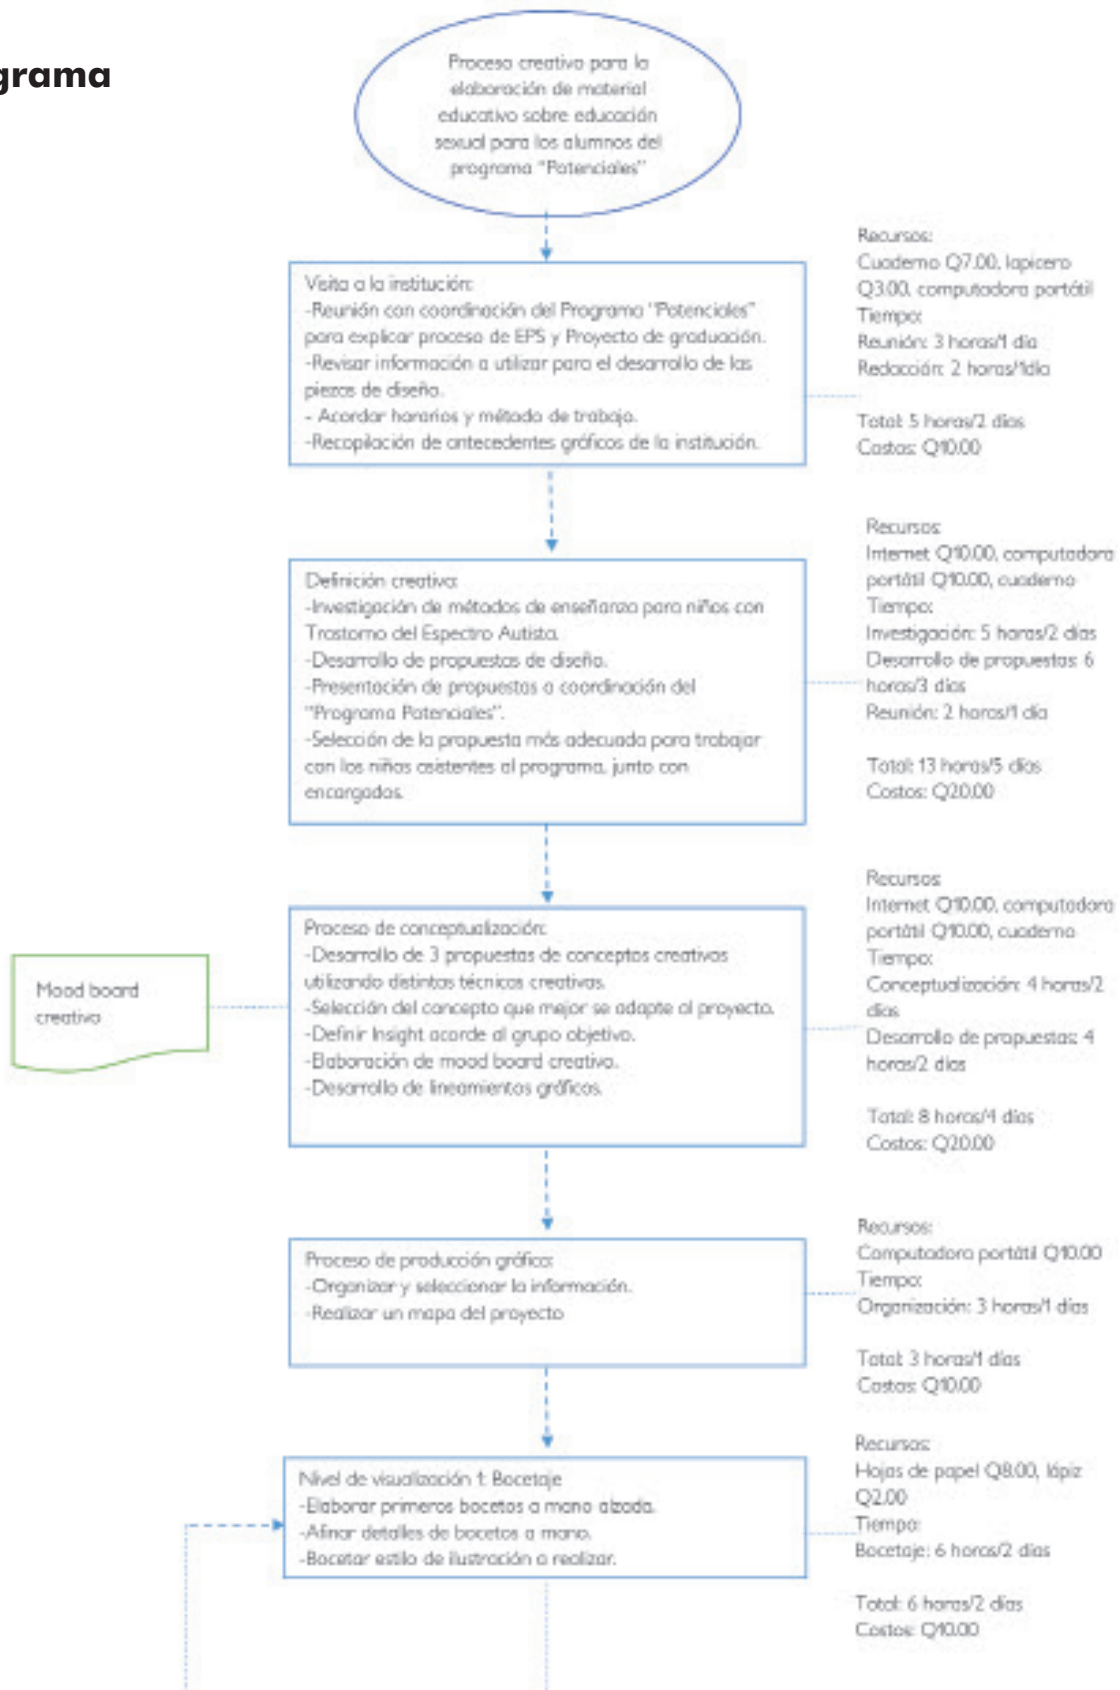 grama
Proceso creativo para la
elaboración de material
educativo sobre educación
sexual para los alumnos del
programa "Potenciales"
Visita a la institución:
-Reunión con coordinación del Programa "Potenciales"
para explicar proceso de EPS y Proyecto de graduación.
-Revisar información a utilizar para el desarrollo de las
piezas de diseño.
- Acordar horarios y método de trabajo.
-Recopilación de antecedentes gráficos de la institución.
Recursos:
Cuaderno Q7.00, lapicero
Q3.00, computadora portátil
Tiempo:
Reunión: 3 horas/1 día
Redacción: 2 horas/1día
Total: 5 horas/2 días
Costos: Q10.00
Definición creativa:
-Investigación de métodos de enseñanza para niños con
Trastorno del Espectro Autista.
-Desarrollo de propuestas de diseño.
-Presentación de propuestas a coordinación del
"Programa Potenciales".
-Selección de la propuesta más adecuada para trabajar
con los niños asistentes al programa, junto con
encargados.
Recursos:
Internet Q10.00, computadora
portátil Q10.00, cuaderno
Tiempo:
Investigación: 5 horas/2 días
Desarrollo de propuestas: 6
horas/3 días
Reunión: 2 horas/1 día
Total: 13 horas/5 días
Costos: Q20.00
Mood board
creativo
Proceso de conceptualización:
-Desarrollo de 3 propuestas de conceptos creativos
utilizando distintas técnicas creativas.
-Selección del concepto que mejor se adapte al proyecto.
-Definir Insight acorde al grupo objetivo.
-Elaboración de mood board creativo.
-Desarrollo de lineamientos gráficos.
Recursos:
Internet Q10.00, computadora
portátil Q10.00, cuaderno
Tiempo:
Conceptualización: 4 horas/2
días
Desarrollo de propuestas: 4
horas/2 días
Total: 8 horas/4 días
Costos: Q20.00
Proceso de producción gráfica:
-Organizar y seleccionar la información.
-Realizar un mapa del proyecto
Recursos:
Computadora portátil Q10.00
Tiempo:
Organización: 3 horas/1 días
Total: 3 horas/1 días
Costos: Q10.00
Nivel de visualización 1: Bocetaje
-Elaborar primeros bocetos a mano alzada.
-Afinar detalles de bocetos a mano.
-Bocetar estilo de ilustración a realizar.
Recursos:
Hojas de papel Q8.00, lápiz
Q2.00
Tiempo:
Bocetaje: 6 horas/2 días
Total: 6 horas/2 días
Costos: Q10.00